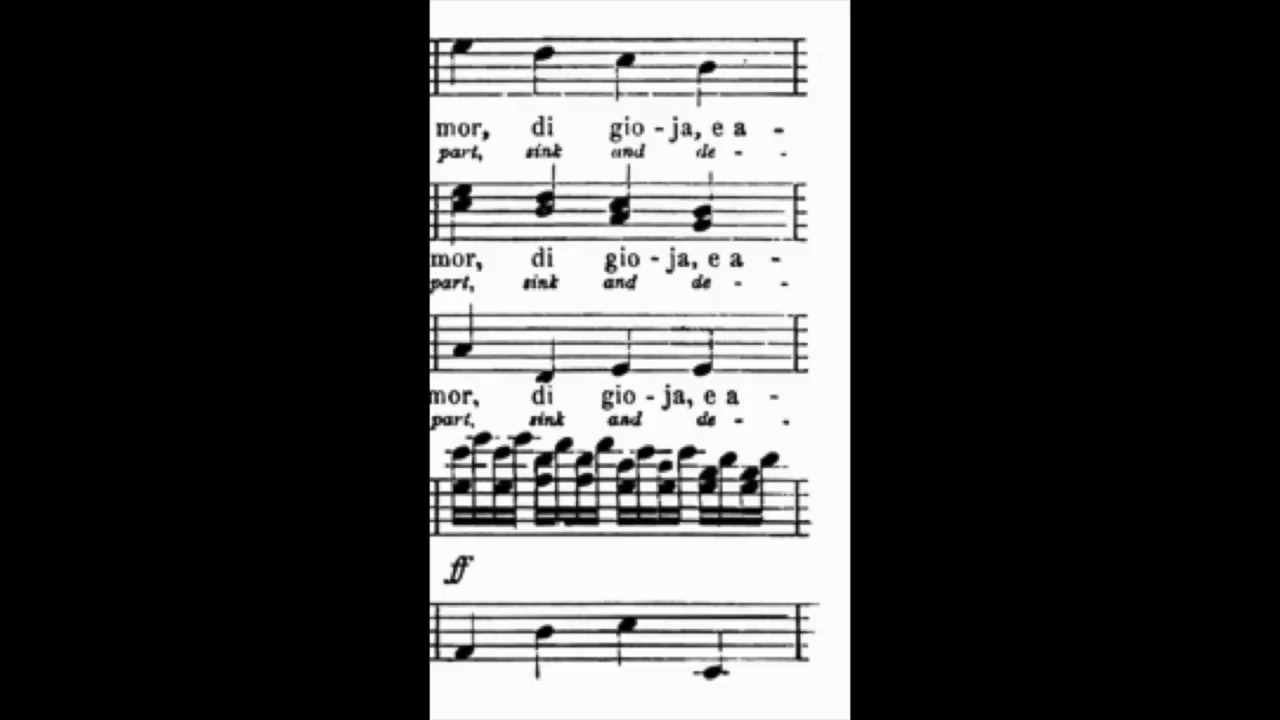 mor, di gio - ja, e a -
part, sink and de - -
mor, di gio - ja, e a -
part, sink and de - -
mor, di gio - ja, e a -
part, sink and de - -
ff